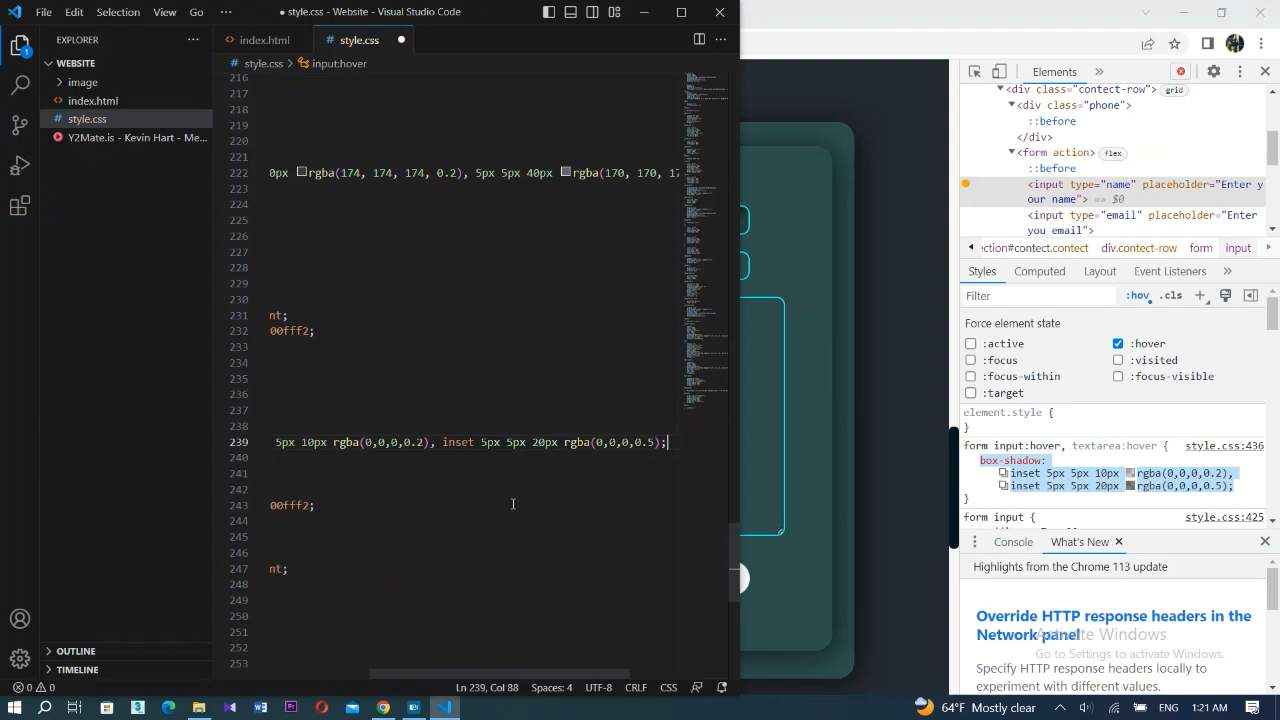 File Edit Selection View Go ··· ● style.css - Website - Visual Studio Code
EXPLORER ···
WEBSITE
image
index.html
style.css
VyMate.is - Kevin Hart - Me...
OUTLINE
TIMELINE
index.html
style.css
style.css > input:hover
216
217
218
219
220
221
222 0px rgba(174, 174, 174, 0.2), 5px 5px 40px rgba(170, 170, 17
223
224
225
226
227
228
229
230
231 nt;
232 00fff2;
233
234
235
236
237
238
239 5px 10px rgba(0,0,0,0.2), inset 5px 5px 20px rgba(0,0,0,0.5);
240
241
242
243 00fff2;
244
245
246
247 nt;
248
249
250
251
252
253
0 0
Ln 239, Col 88 Spaces: 4 UTF-8 CRLF CSS
Elements »
<div class="contect-row"> grid
<div class="phone">
::before
</div>
<form action> flex
::before
<input type="name" placeholder="Enter y
our name"> == $0
<input type="email" placeholder="Enter
you email">
ction#contect.contect div.contect-row form input
Styles Computed Layout Event Listeners »
Filter :hov .cls
Force element state
:active :hover
:focus :visited
:focus-within :focus-visible
:target
element.style {
}
form input:hover, textarea:hover { style.css:436
box-shadow:
inset 5px 5px 10px rgba(0,0,0,0.2),
inset 5px 5px 20px rgba(0,0,0,0.5);
}
form input { style.css:425
Console What's New
Highlights from the Chrome 113 update
Override HTTP response headers in the
Network panel
Activate Windows
Go to Settings to activate Windows.
Specify HTTP response headers locally to
experiment with different values.
64°F Mostly clear 1:21 AM